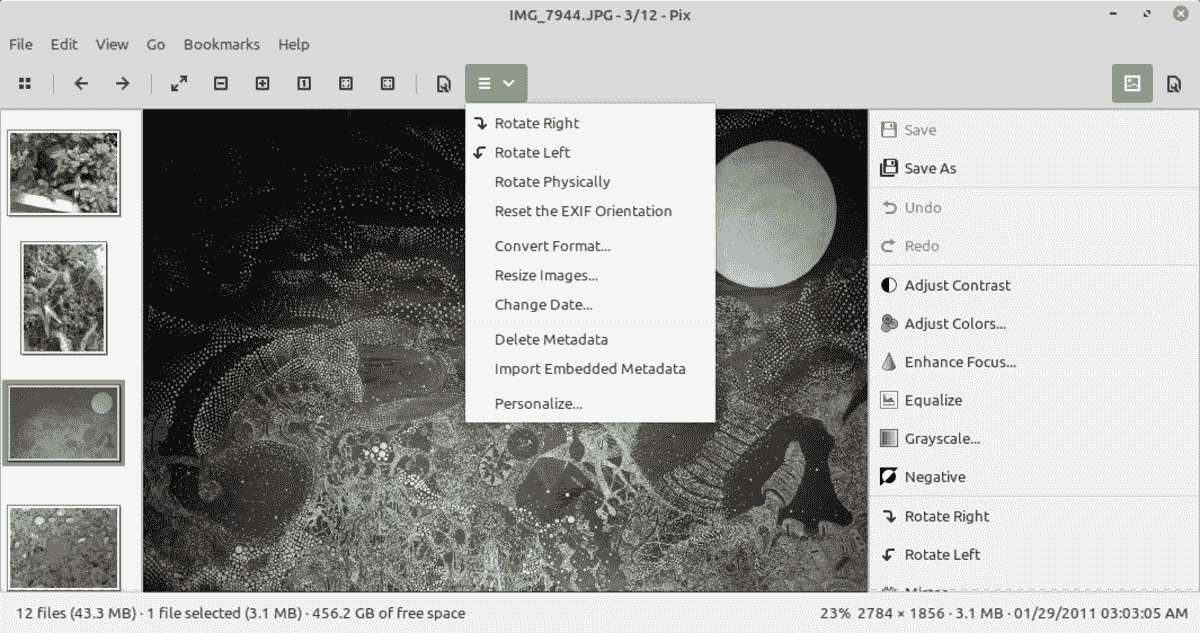 IMG_7944.JPG - 3/12 - Pix
File Edit View Go Bookmarks Help
Rotate Right
Rotate Left
Rotate Physically
Reset the EXIF Orientation
Convert Format...
Resize Images...
Change Date...
Delete Metadata
Import Embedded Metadata
Personalize...
Save
Save As
Undo
Redo
Adjust Contrast
Adjust Colors...
Enhance Focus...
Equalize
Grayscale...
Negative
Rotate Right
Rotate Left
12 files (43.3 MB) · 1 file selected (3.1 MB) · 456.2 GB of free space
23% 2784 × 1856 · 3.1 MB · 01/29/2011 03:03:05 AM